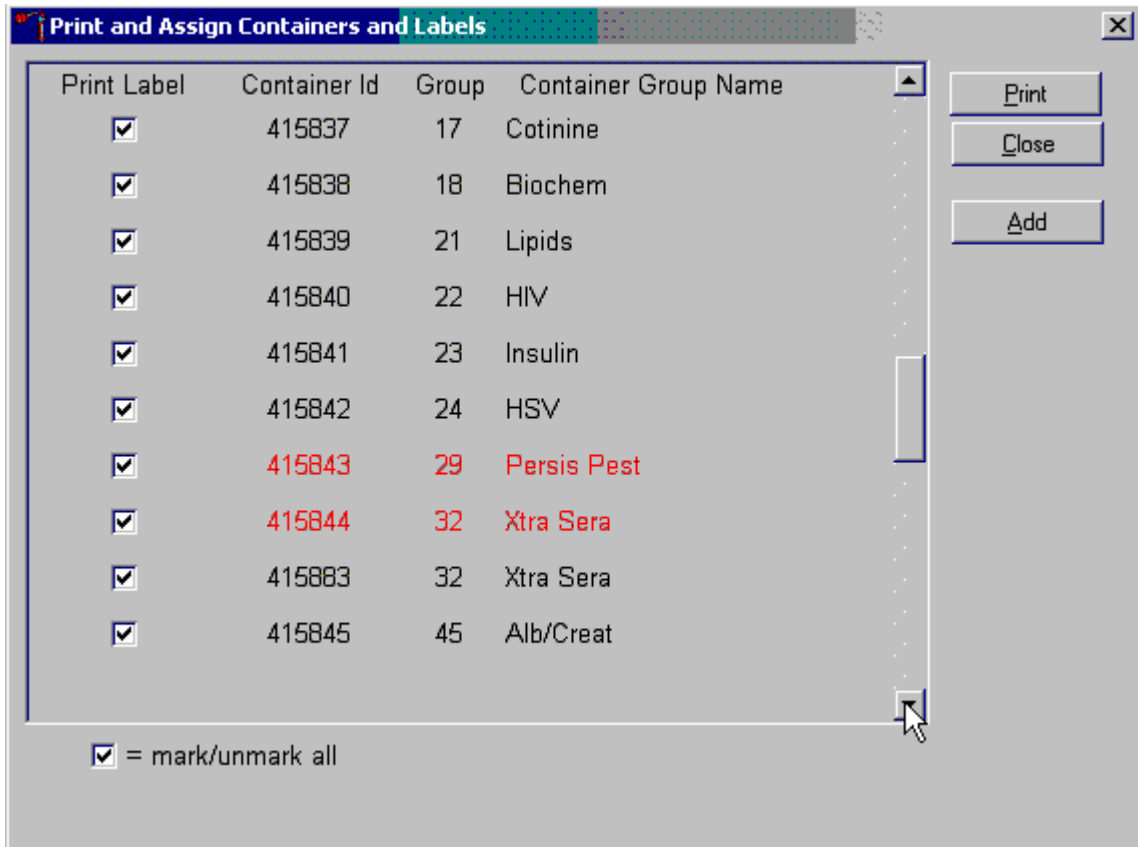 Print and Assign Containers and Labels
Print Label Container Id Group Container Group Name
415837 17 Cotinine
415838 18 Biochem
415839 21 Lipids
415840 22 HIV
415841 23 Insulin
415842 24 HSV
415843 29 Persis Pest
415844 32 Xtra Sera
415883 32 Xtra Sera
415845 45 Alb/Creat
= mark/unmark all
Print
Close
Add